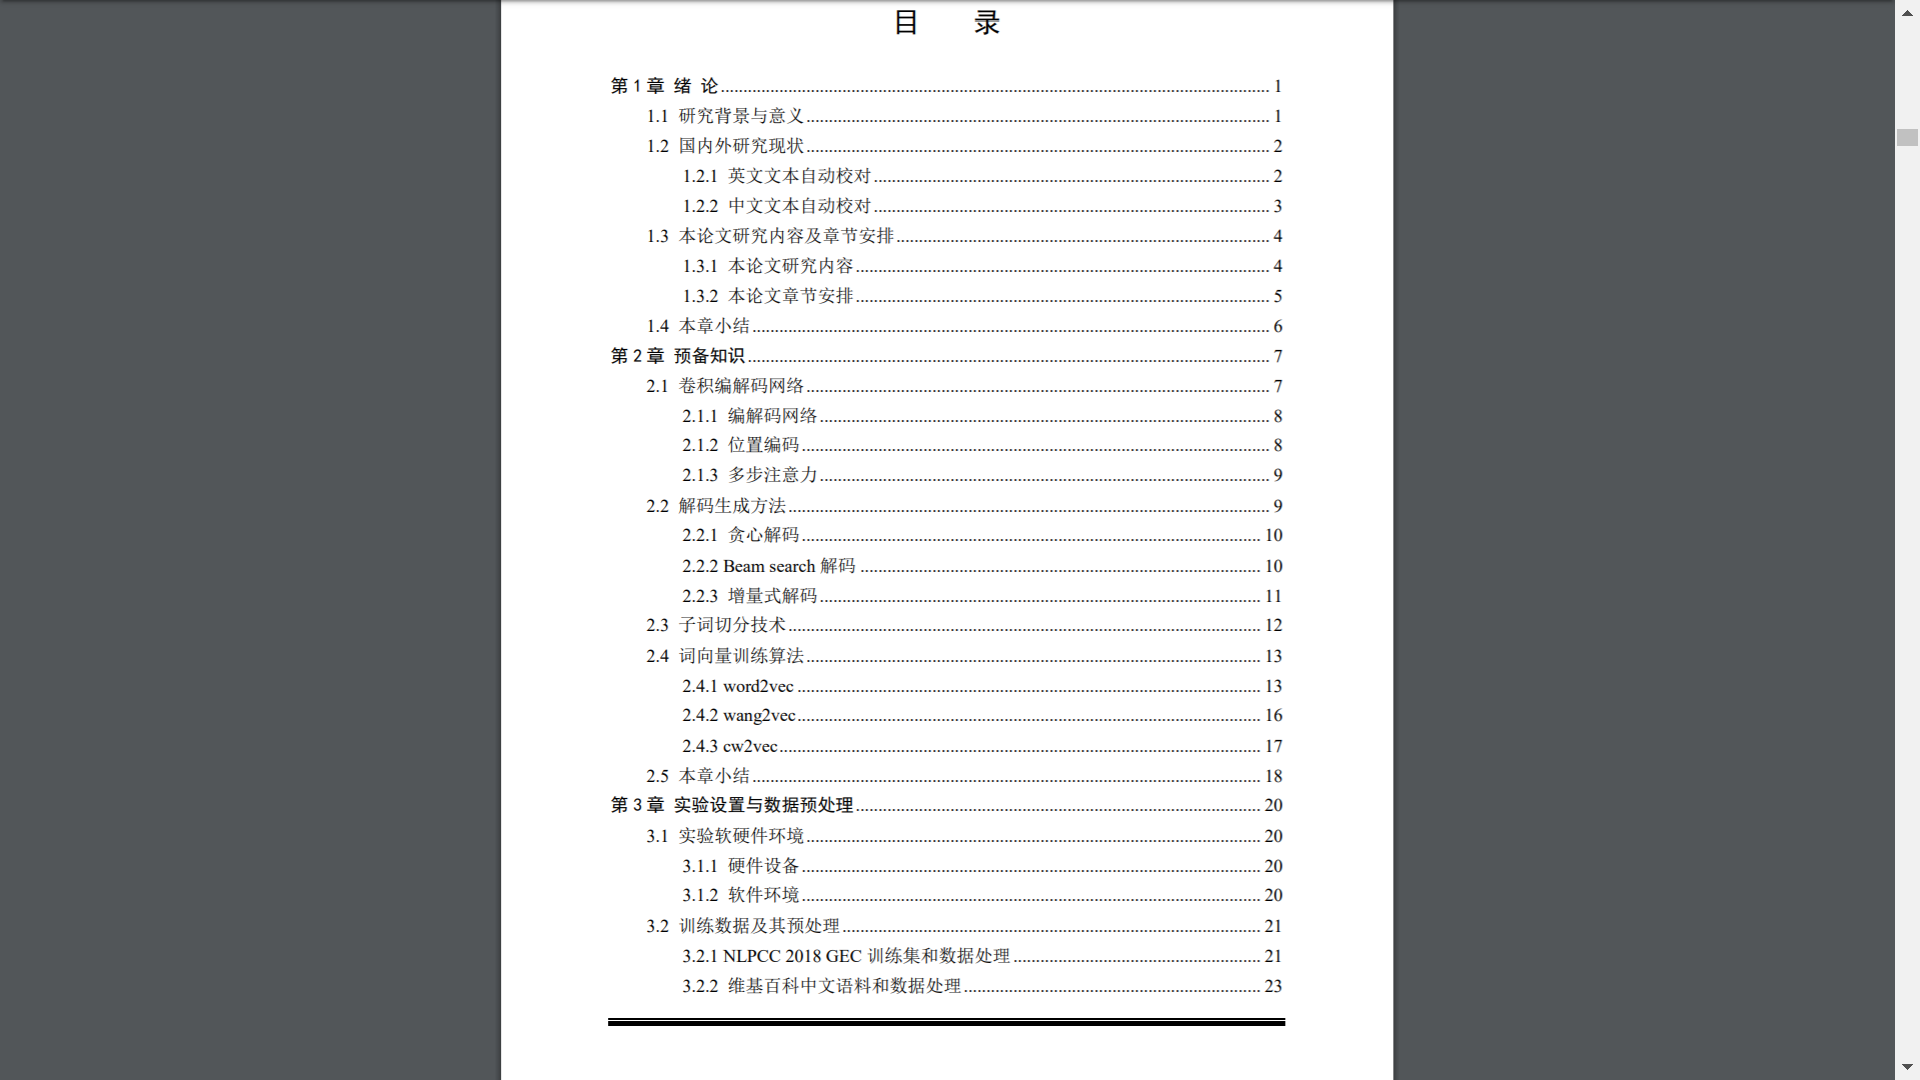 目 录
第 1 章 绪 论........................ 1
1.1 研究背景与意义........................ 1
1.2 国内外研究现状........................ 2
1.2.1 英文文本自动校对........................ 2
1.2.2 中文文本自动校对........................ 3
1.3 本论文研究内容及章节安排........................ 4
1.3.1 本论文研究内容........................ 4
1.3.2 本论文章节安排........................ 5
1.4 本章小结........................ 6
第 2 章 预备知识........................ 7
2.1 卷积编解码网络........................ 7
2.1.1 编解码网络........................ 8
2.1.2 位置编码........................ 8
2.1.3 多步注意力........................ 9
2.2 解码生成方法........................ 9
2.2.1 贪心解码........................ 10
2.2.2 Beam search 解码........................ 10
2.2.3 增量式解码........................ 11
2.3 子词切分技术........................ 12
2.4 词向量训练算法........................ 13
2.4.1 word2vec........................ 13
2.4.2 wang2vec........................ 16
2.4.3 cw2vec........................ 17
2.5 本章小结........................ 18
第 3 章 实验设置与数据预处理........................ 20
3.1 实验软硬件环境........................ 20
3.1.1 硬件设备........................ 20
3.1.2 软件环境........................ 20
3.2 训练数据及其预处理........................ 21
3.2.1 NLPCC 2018 GEC 训练集和数据处理........................ 21
3.2.2 维基百科中文语料和数据处理........................ 23